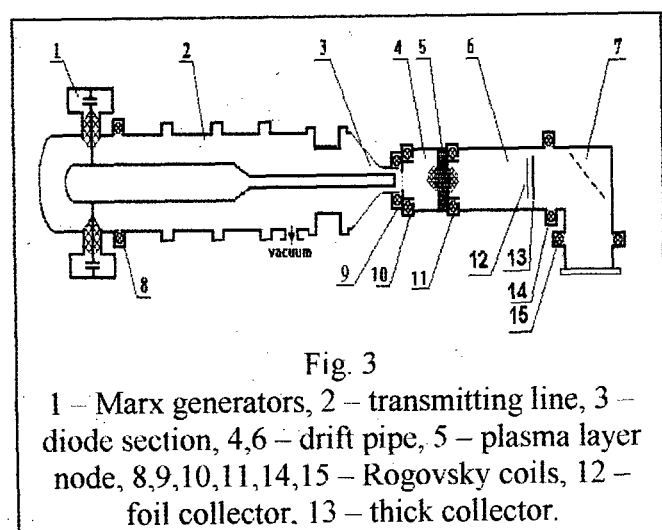 1 2 3 4 5 6 7
vacuum
8 9 10 11 12 13 14
15
Fig. 3
1 – Marx generators, 2 – transmitting line, 3 –
diode section, 4,6 – drift pipe, 5 – plasma layer
node, 8,9,10,11,14,15 – Rogovsky coils, 12 –
foil collector, 13 – thick collector.